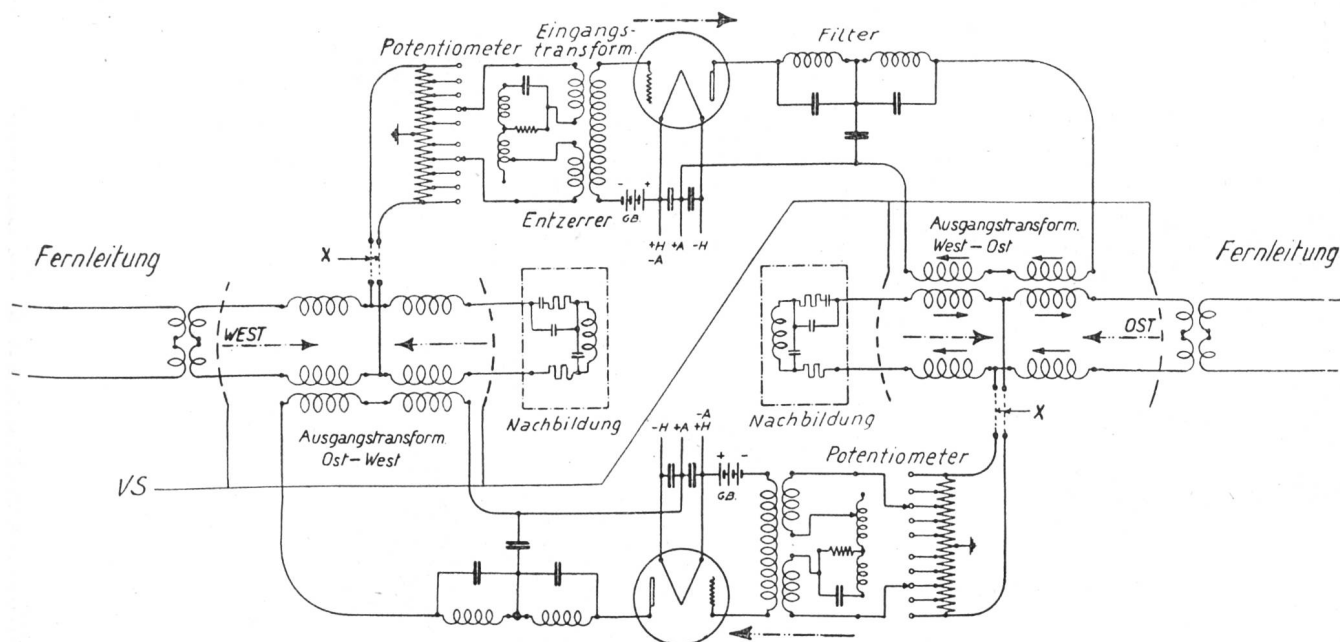 Potentiometer
Eingangs-
transform.
Filter
Entzerrer
- +
G.B.
+H +A -H
-A
Ausgangstransform.
West-Ost
Fernleitung
Fernleitung
X
WEST
OST
Nachbildung
Nachbildung
X
Ausgangstransform.
Ost-West
-A
-H +A +H
+ -
G.B.
Potentiometer
VS